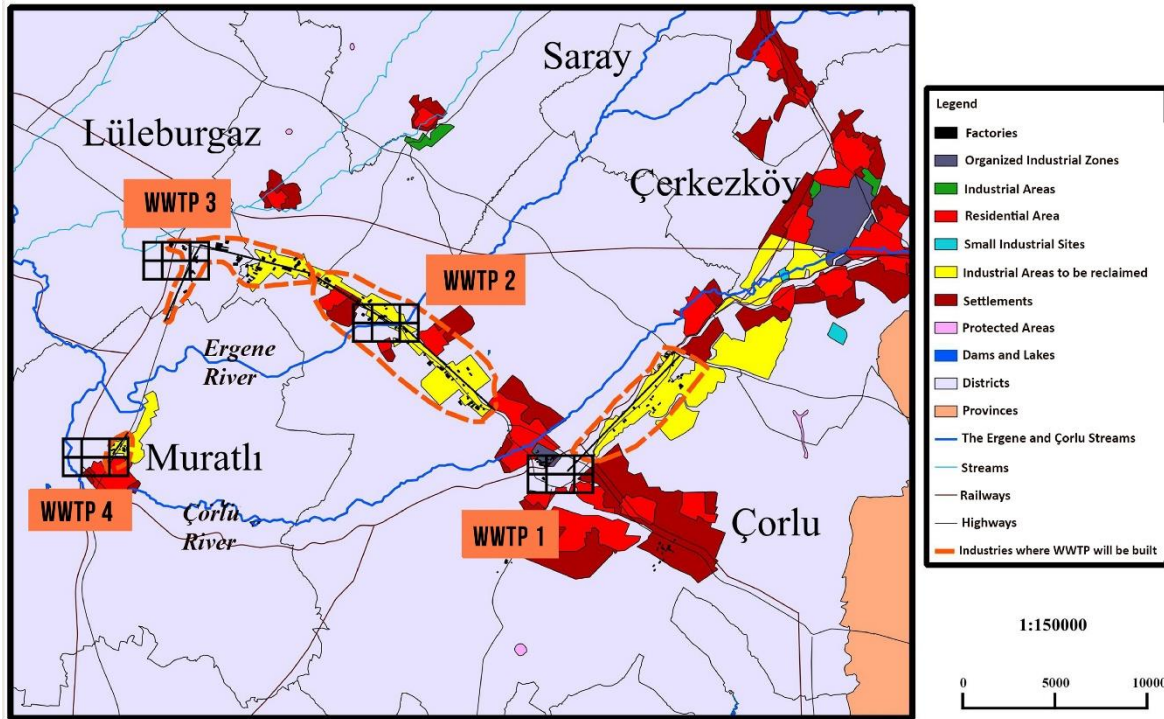 Saray
Lüleburgaz
Çerkezköy
WWTP 3
WWTP 2
Ergene
River
Muratlı
WWTP 4
Çorlu
River
WWTP 1
Çorlu
Legend
Factories
Organized Industrial Zones
Industrial Areas
Residential Area
Small Industrial Sites
Industrial Areas to be reclaimed
Settlements
Protected Areas
Dams and Lakes
Districts
Provinces
The Ergene and Çorlu Streams
Streams
Railways
Highways
Industries where WWTP will be built
1:150000
0 5000 10000